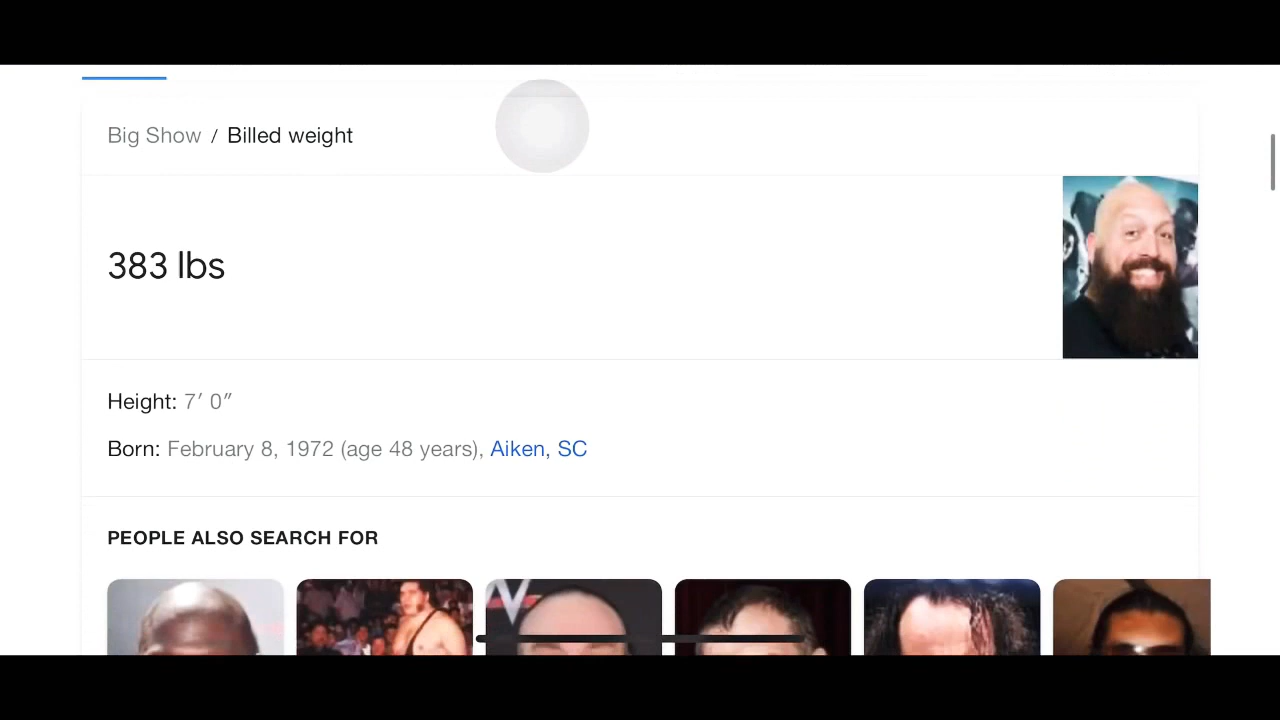 Big Show / Billed weight
383 lbs
Height: 7′ 0″
Born: February 8, 1972 (age 48 years), Aiken, SC
PEOPLE ALSO SEARCH FOR